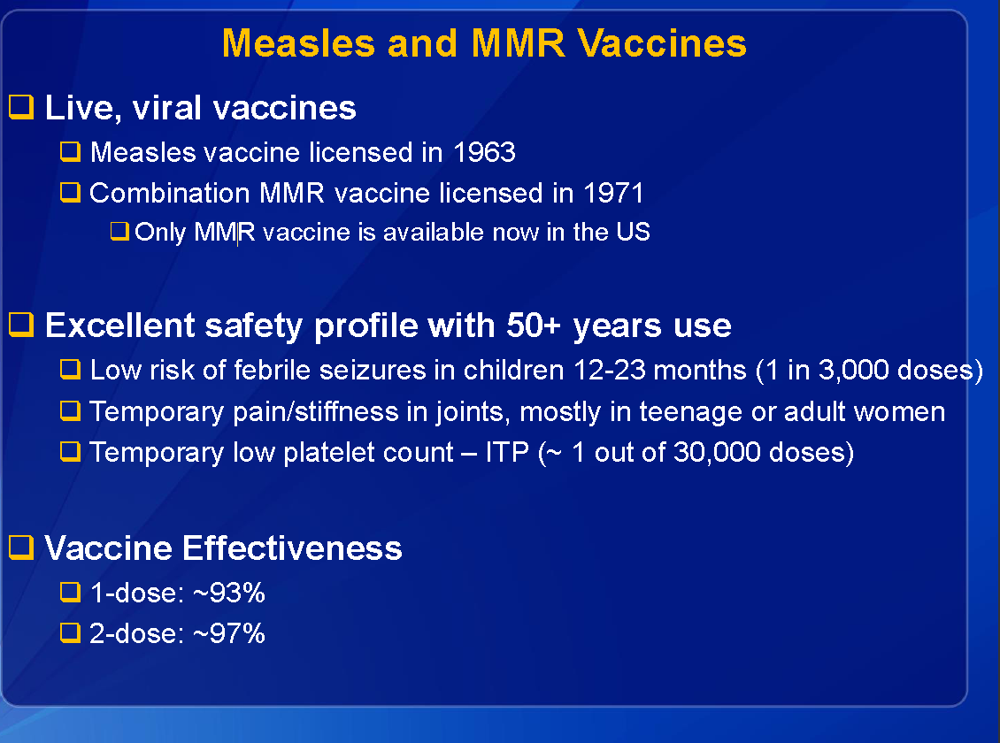 Measles and MMR Vaccines
Live, viral vaccines
Measles vaccine licensed in 1963
Combination MMR vaccine licensed in 1971
Only MMR vaccine is available now in the US
Excellent safety profile with 50+ years use
Low risk of febrile seizures in children 12-23 months (1 in 3,000 doses)
Temporary pain/stiffness in joints, mostly in teenage or adult women
Temporary low platelet count – ITP (~ 1 out of 30,000 doses)
Vaccine Effectiveness
1-dose: ~93%
2-dose: ~97%